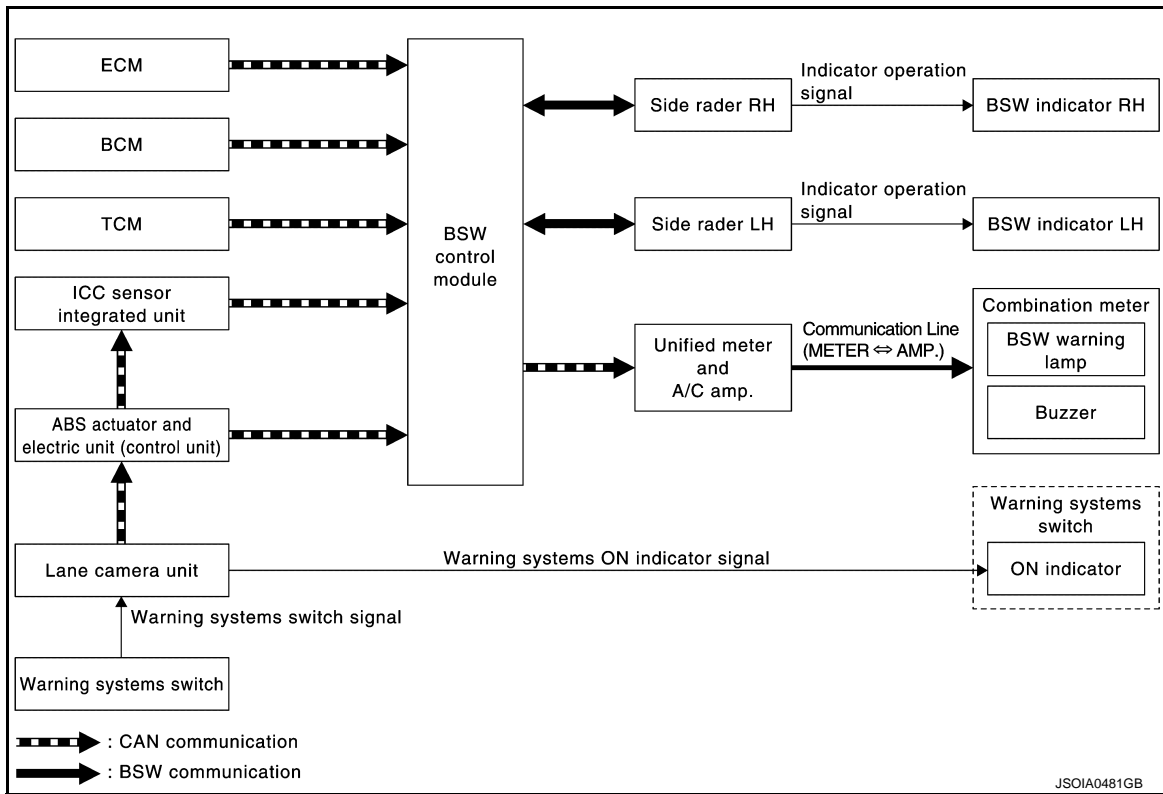 ECM
BCM
TCM
ICC sensor
integrated unit
ABS actuator and
electric unit (control unit)
Lane camera unit
Warning systems switch signal
Warning systems switch
BSW
control
module
Side rader RH
Indicator operation
signal
BSW indicator RH
Side rader LH
Indicator operation
signal
BSW indicator LH
Unified meter
and
A/C amp.
Communication Line
(METER ⇔ AMP.)
Combination meter
BSW warning
lamp
Buzzer
Warning systems ON indicator signal
Warning systems
switch
ON indicator
: CAN communication
: BSW communication
JSOIA0481GB